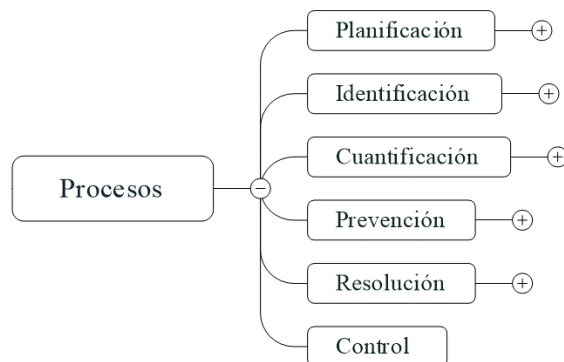 Planificación
Identificación
Cuantificación
Procesos
Prevención
Resolución
Control